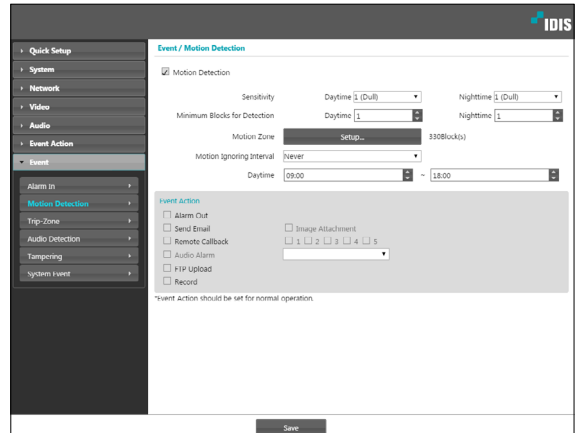 IDIS
Quick Setup
System
Network
Video
Audio
Event Action
Event
Alarm In
Motion Detection
Trip-Zone
Audio Detection
Tampering
System Event
Event / Motion Detection
Motion Detection
Sensitivity Daytime 1 (Dull) Nighttime 1 (Dull)
Minimum Blocks for Detection Daytime 1 Nighttime 1
Motion Zone Setup... 330Block(s)
Motion Ignoring Interval Never
Daytime 09:00 ~ 18:00
Event Action
Alarm Out
Send Email Image Attachment
Remote Callback 1 2 3 4 5
Audio Alarm
FTP Upload
Record
*Event Action should be set for normal operation.
Save